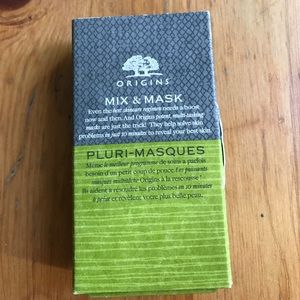 ORIGINS
MIX & MASK
Even the best skincare regimen needs a boost
now and then. And Origins potent, multi-tasking
masks are just the trick! They help solve skin
problems in just 10 minutes to reveal your best skin.
PLURI-MASQUES
Même le meilleur programme de soins a parfois
besoin d'un petit coup de pouce ! et puissants
masques multitâche Origins à la rescousse !
Ils aident à résoudre les problèmes en 10 minutes
à peine et révèlent votre plus belle peau.